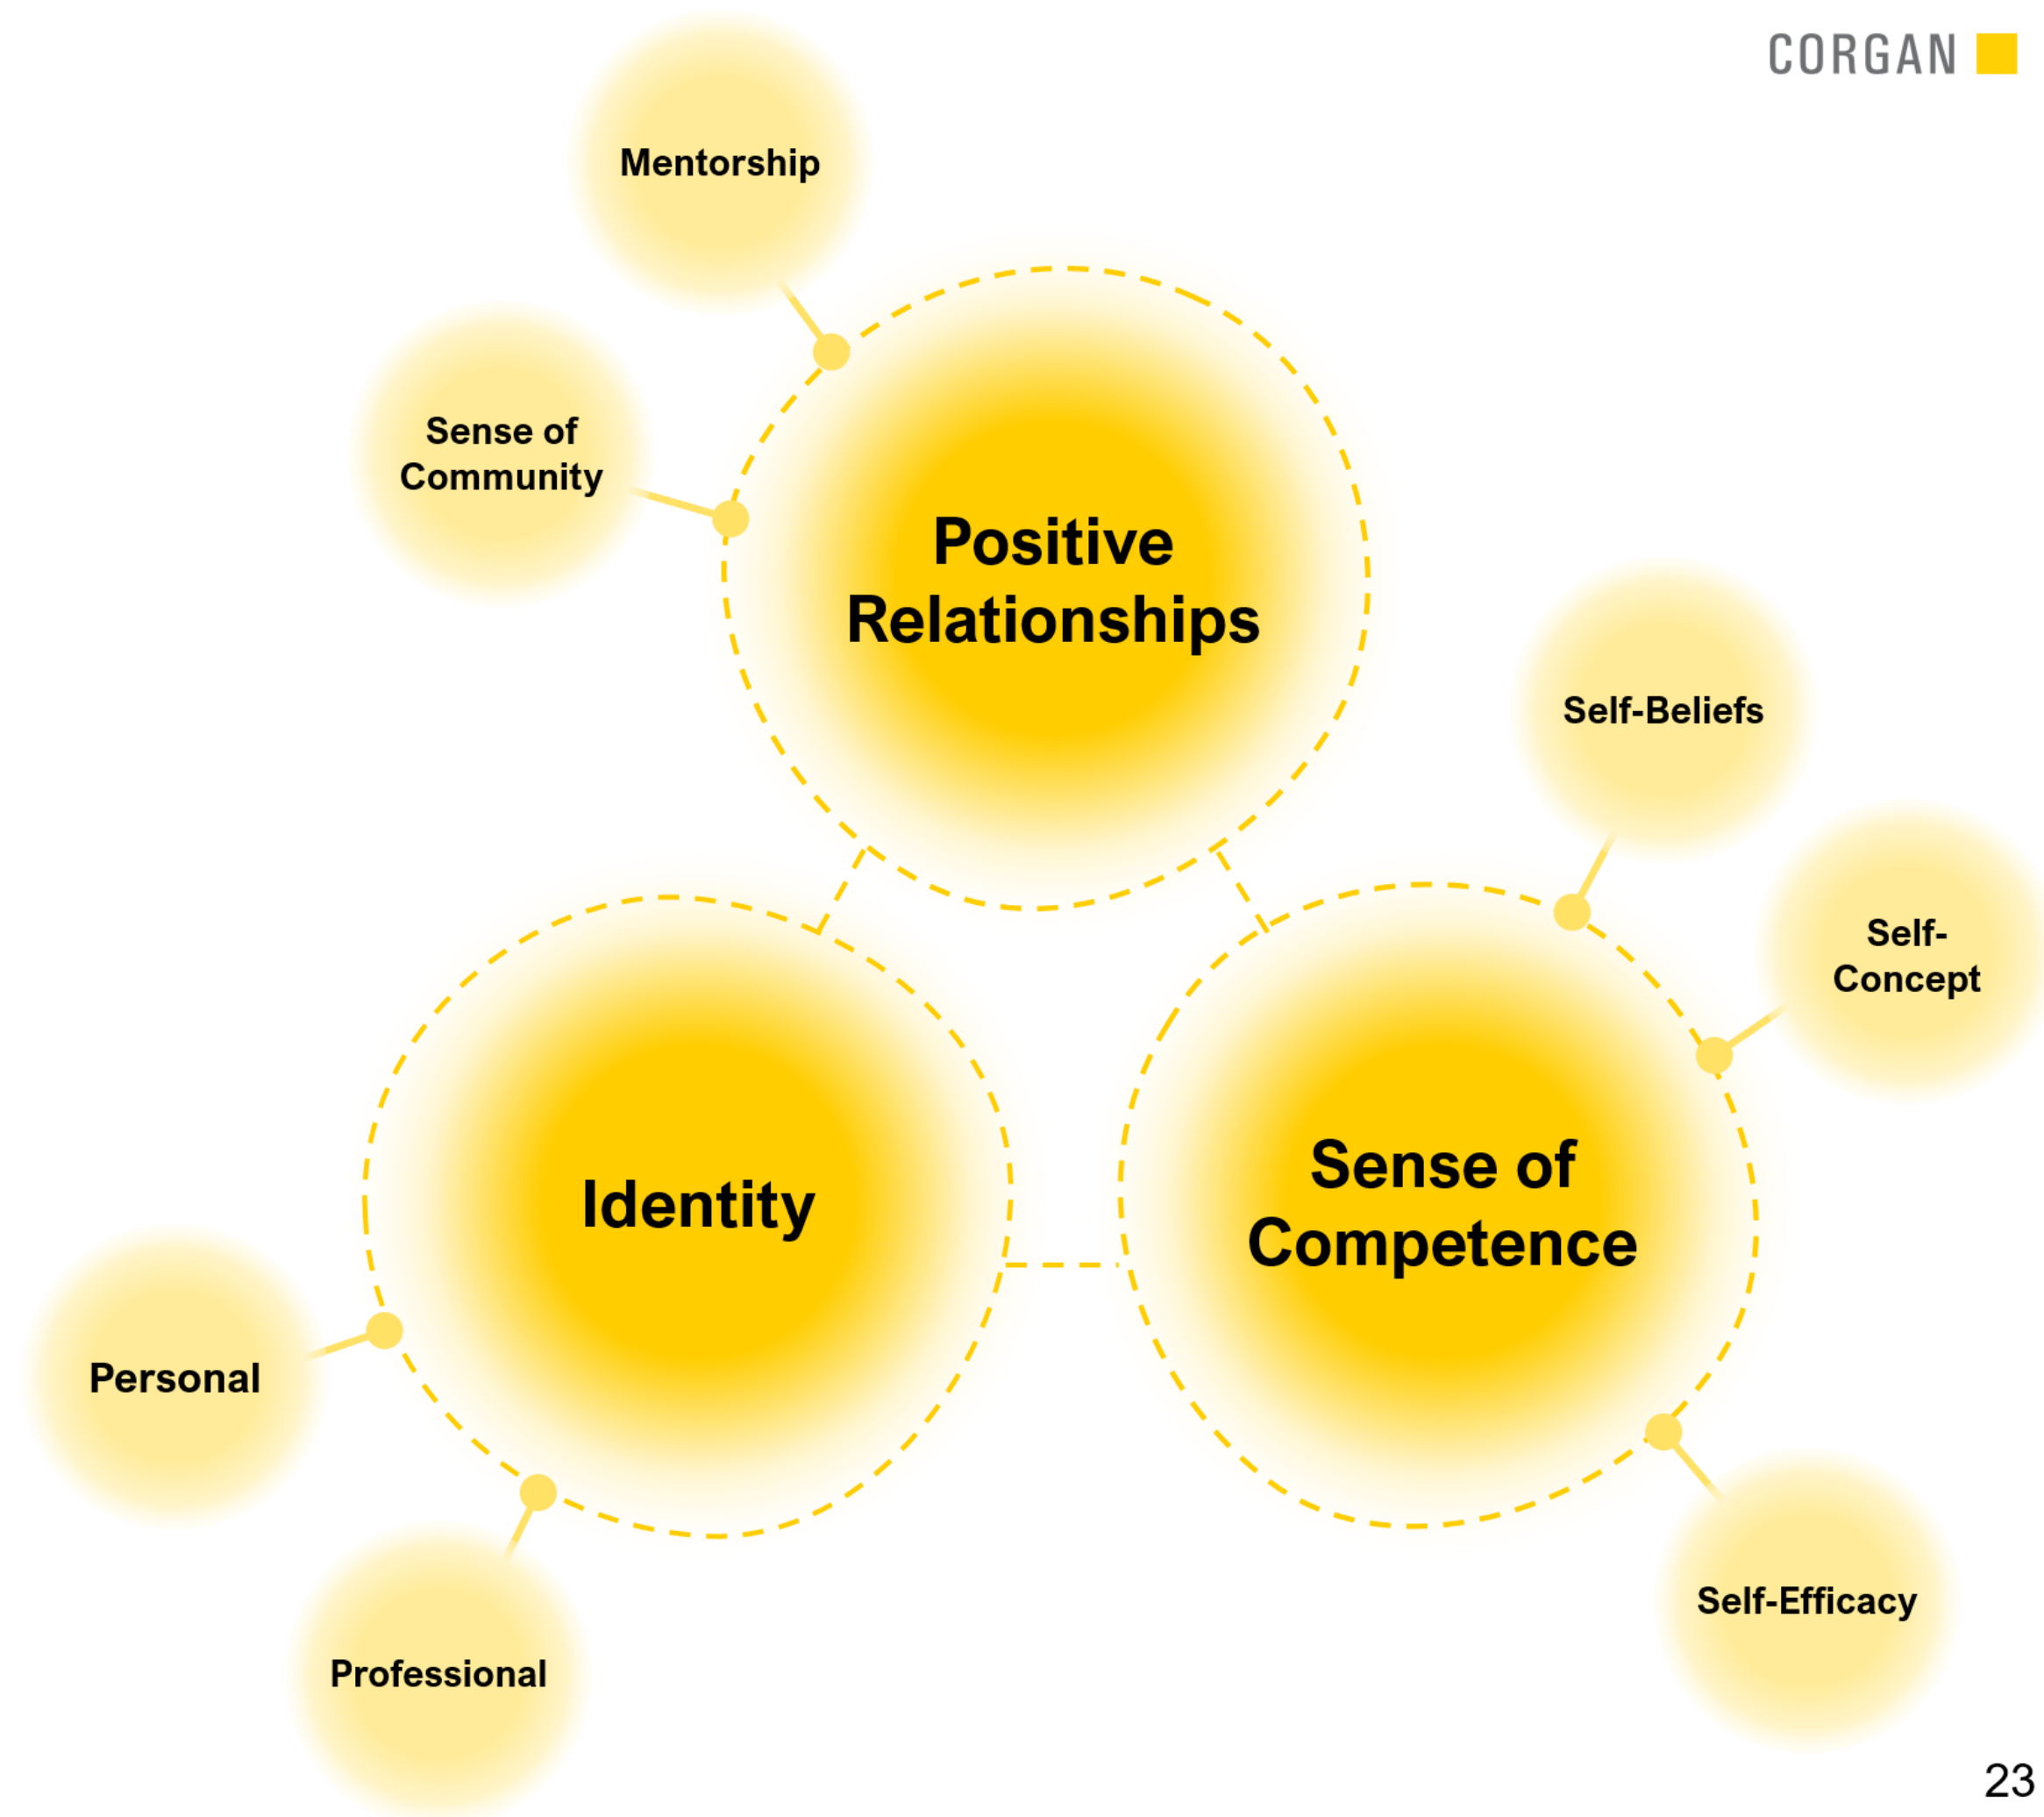 CORGAN
Mentorship
Sense of
Community
Positive
Relationships
Self-Beliefs
Self-
Concept
Identity
Sense of
Competence
Personal
Professional
Self-Efficacy
23